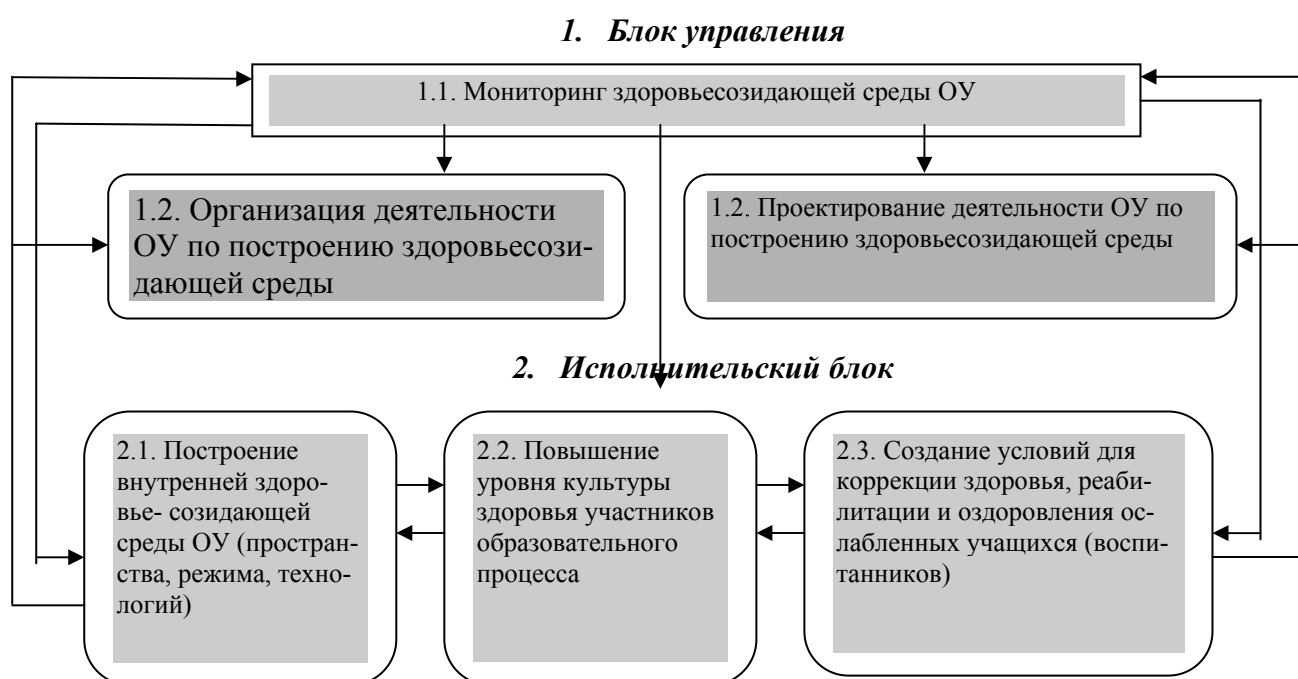 1. Блок управления
1.1. Мониторинг здоровьесозидающей среды ОУ
1.2. Организация деятельности
ОУ по построению здоровьесози-
дающей среды
1.2. Проектирование деятельности ОУ по
построению здоровьесозидающей среды
2. Исполнительский блок
2.1. Построение
внутренней здоро-
вье- созидающей
среды ОУ (простран-
ства, режима, техно-
логий)
2.2. Повышение
уровня культуры
здоровья участников
образовательного
процесса
2.3. Создание условий для
коррекции здоровья, реаби-
литации и оздоровления ос-
лабленных учащихся (воспи-
танников)